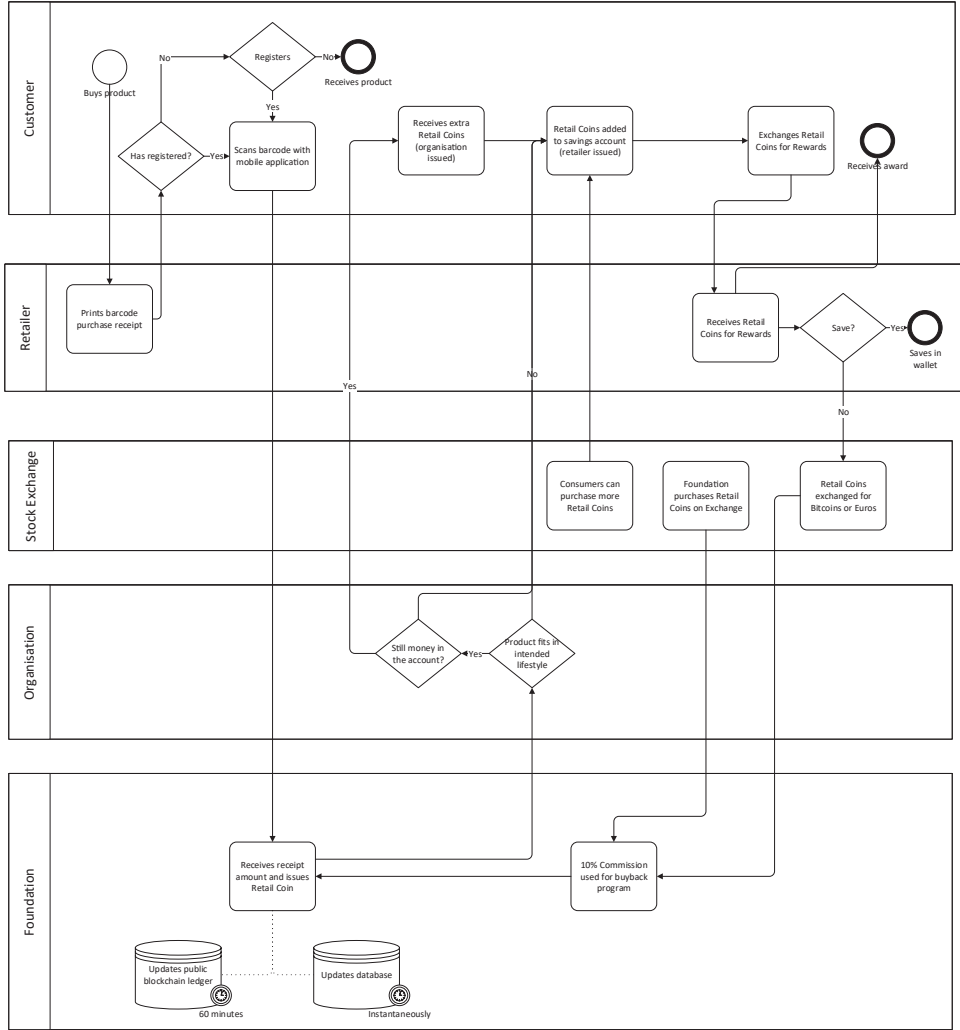 Customer
Buys product
Has registered?
No
Yes
Registers
No
Yes
Receives product
Scans barcode with
mobile application
Receives extra
Retail Coins
(organisation
issued)
Retail Coins added
to savings account
(retailer issued)
Exchanges Retail
Coins for Rewards
Receives award
Retailer
Prints barcode
purchase receipt
Yes
No
Receives Retail
Coins for Rewards
Save?
Yes
Saves in
wallet
No
Stock Exchange
Consumers can
purchase more
Retail Coins
Foundation
purchases Retail
Coins on Exchange
Retail Coins
exchanged for
Bitcoins or Euros
Organisation
Still money in
the account?
Yes
Product fits in
intended
lifestyle
Foundation
Receives receipt
amount and issues
Retail Coin
10% Commission
used for buyback
program
Updates public
blockchain ledger
60 minutes
Updates database
Instantaneously